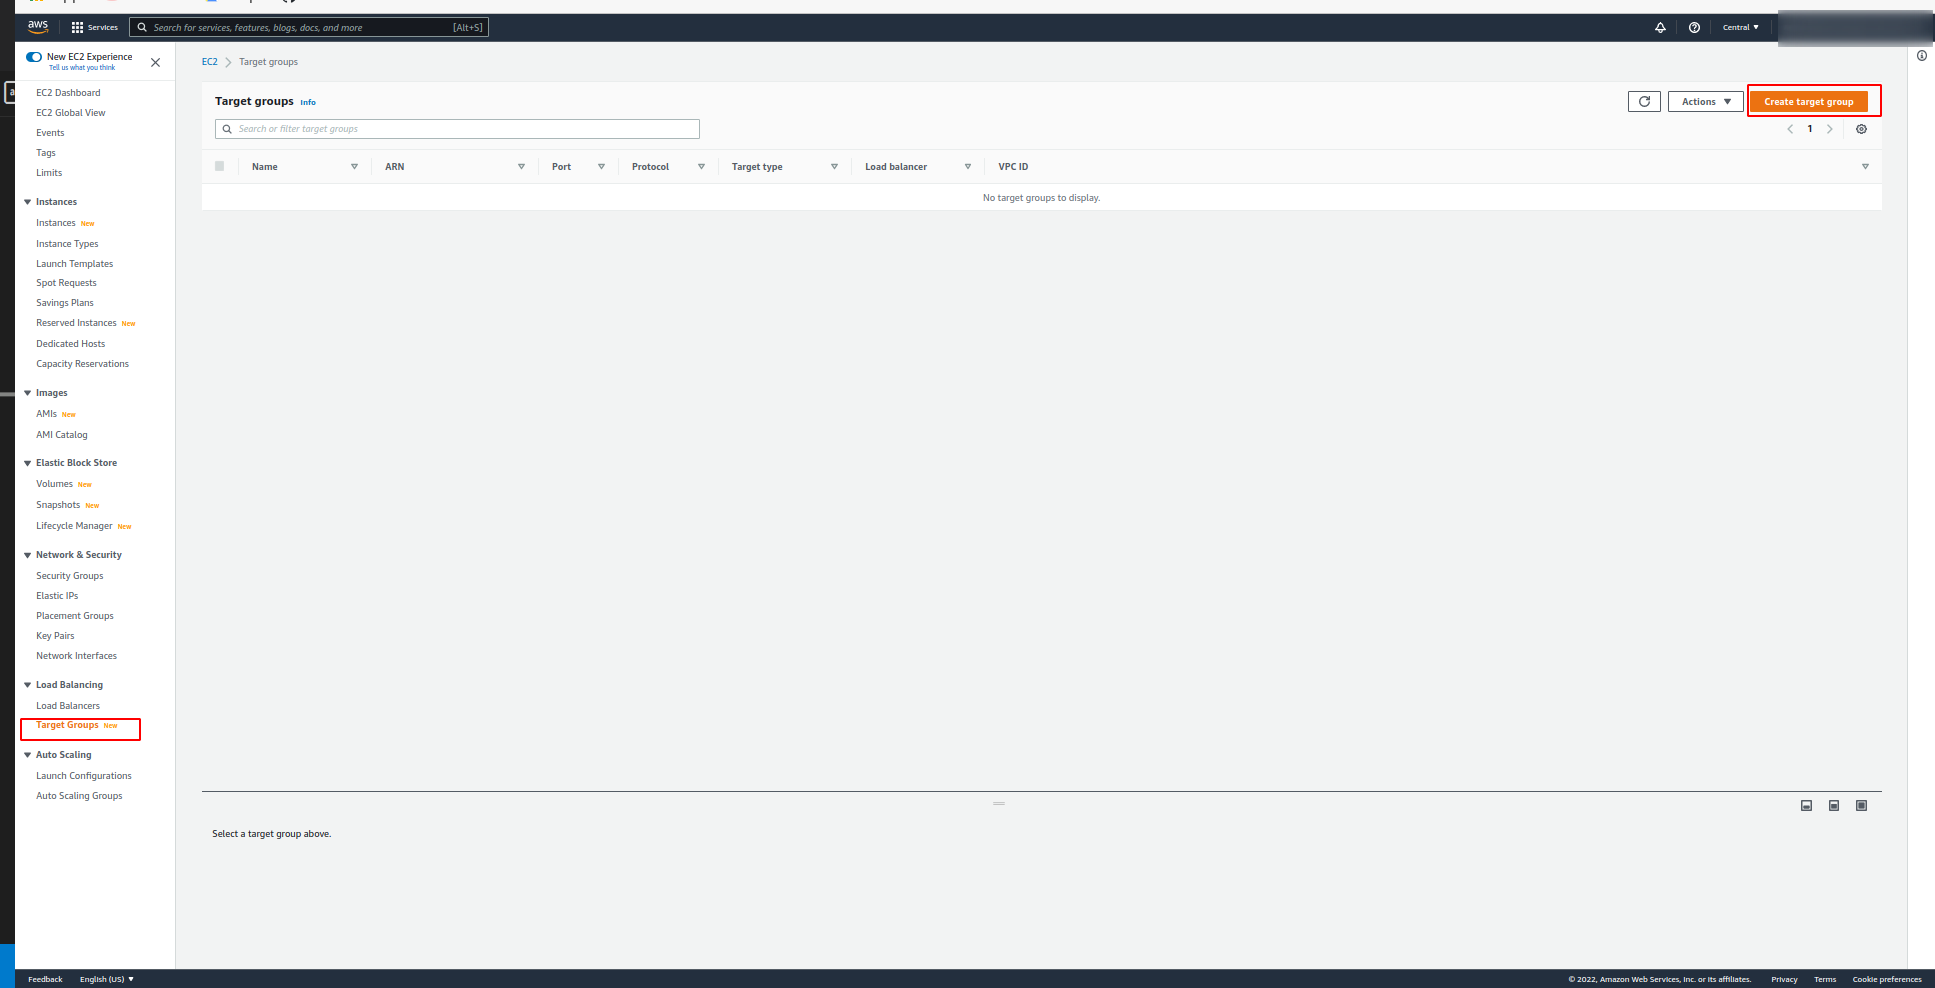 aws
Services
Search for services, features, blogs, docs, and more
[Alt+S]
Central
New EC2 Experience
Tell us what you think
EC2 Dashboard
EC2 Global View
Events
Tags
Limits
Instances
Instances New
Instance Types
Launch Templates
Spot Requests
Savings Plans
Reserved Instances New
Dedicated Hosts
Capacity Reservations
Images
AMIs New
AMI Catalog
Elastic Block Store
Volumes New
Snapshots New
Lifecycle Manager New
Network & Security
Security Groups
Elastic IPs
Placement Groups
Key Pairs
Network Interfaces
Load Balancing
Load Balancers
Target Groups New
Auto Scaling
Launch Configurations
Auto Scaling Groups
EC2 > Target groups
Target groups Info
Actions
Create target group
Search or filter target groups
1
Name ARN Port Protocol Target type Load balancer VPC ID
No target groups to display.
Select a target group above.
Feedback English (US)
© 2022, Amazon Web Services, Inc. or its affiliates. Privacy Terms Cookie preferences